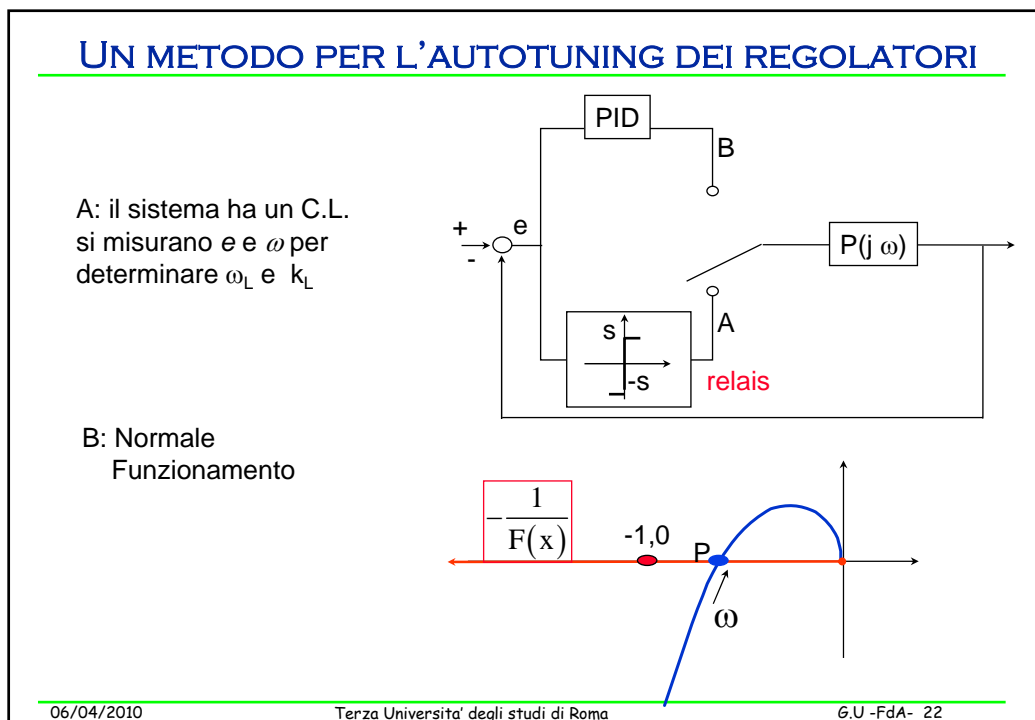 UN METODO PER L'AUTOTUNING DEI REGOLATORI
PID
B
A: il sistema ha un C.L.
si misurano e e ω per
determinare ω_L e k_L
+
e
-
P(j ω)
A
s
-s
relais
B: Normale
Funzionamento
-1/F(x)
-1,0
P
ω
06/04/2010
Terza Universita' degli studi di Roma
G.U -FdA- 22